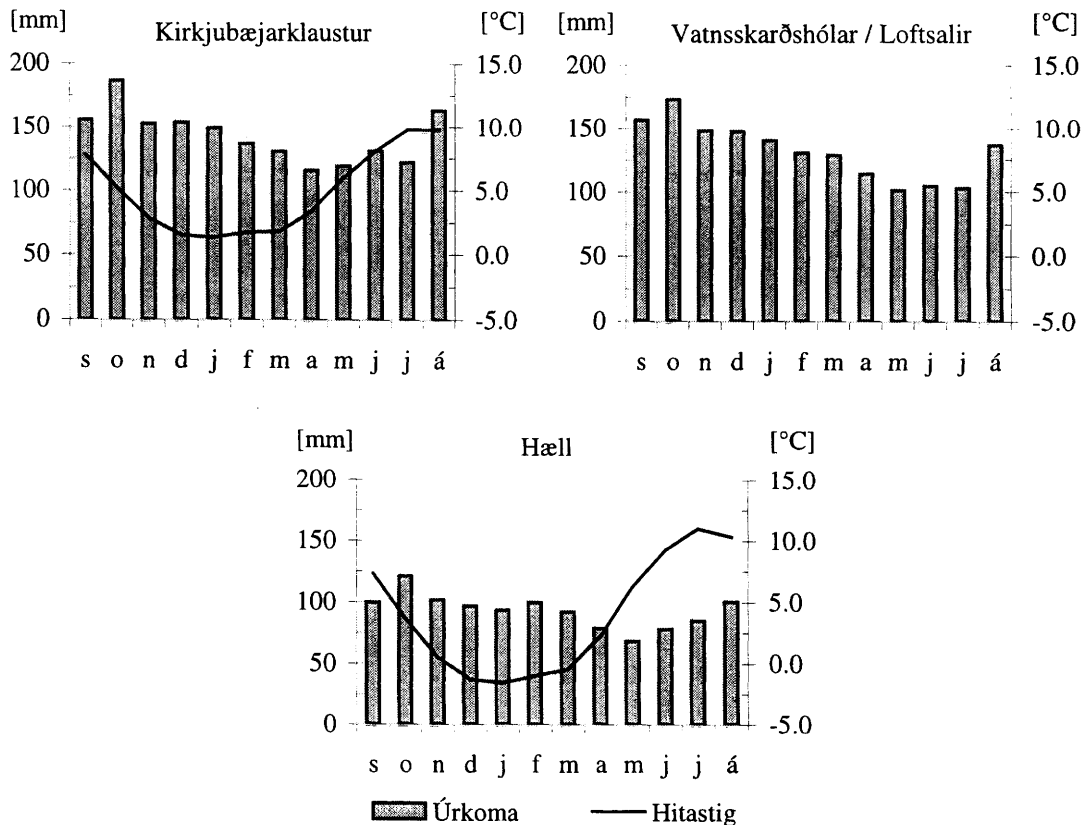 [mm] Kirkjubæjarklaustur [°C]
200 15.0
150 10.0
100 5.0
50 0.0
0 -5.0
s o n d j f m a m j j á
[mm] Vatnsskarðshólar / Loftsalir [°C]
200 15.0
150 10.0
100 5.0
50 0.0
0 -5.0
s o n d j f m a m j j á
[mm] Hæll [°C]
200 15.0
150 10.0
100 5.0
50 0.0
0 -5.0
s o n d j f m a m j j á
Úrkoma Hitastig